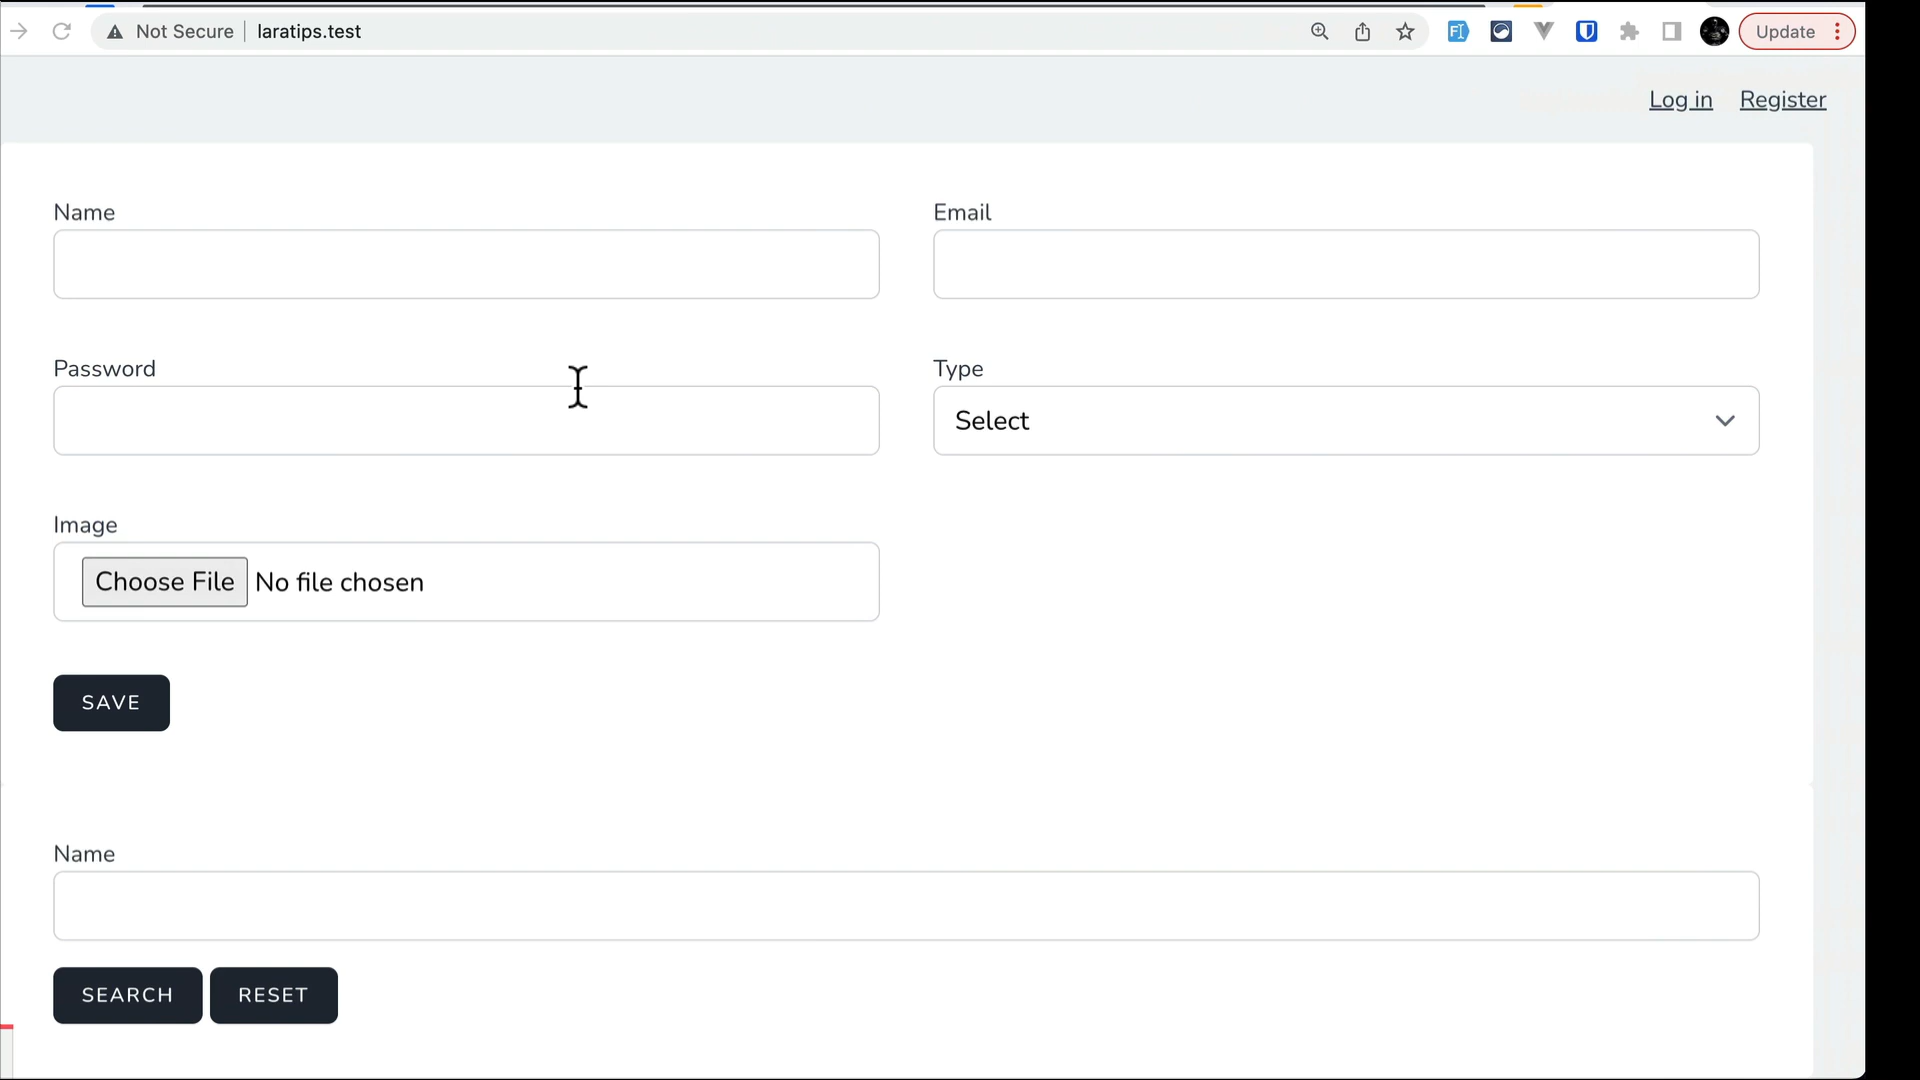 Not Secure laratips.test Update
Log in Register
Name Email
Password Type
Select
Image
Choose File No file chosen
SAVE
Name
SEARCH RESET